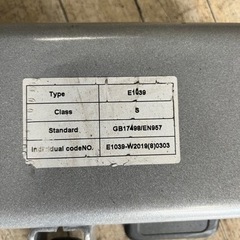 Type E1039
Class S
Standard GB17498/EN957
Individual codeNO. E1039-W2019(8)0303